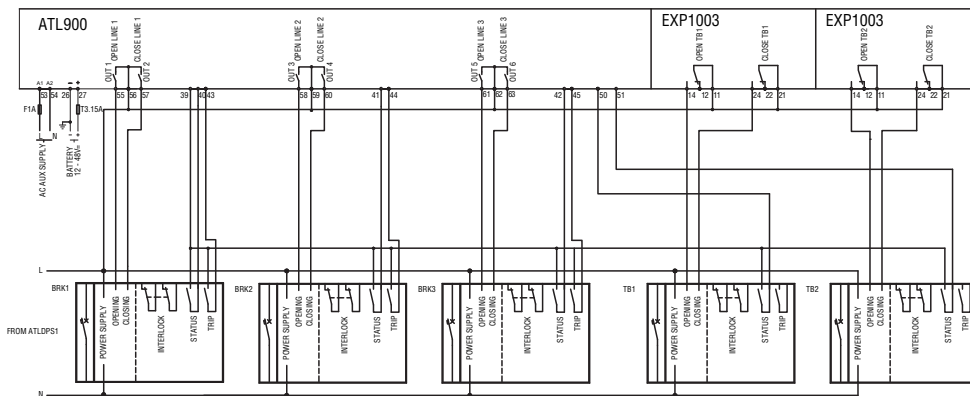 ATL900
EXP1003
EXP1003
OUT 1
OPEN LINE 1
CLOSE LINE 1
OUT 2
OUT 3
OPEN LINE 2
CLOSE LINE 2
OUT 4
OUT 5
OPEN LINE 3
CLOSE LINE 3
OUT 6
OPEN TB1
CLOSE TB1
OPEN TB2
CLOSE TB2
A1 A2 - +
53 54 26 27 55 56 57 39 40 43 58 59 60 41 44 61 62 63 42 45 50 51 14 12 11 24 22 21 14 12 11 24 22 21
F1A
T3.15A
L N - +
AC AUX SUPPLY
BATTERY
12 - 48V=
L
BRK1
BRK2
BRK3
TB1
TB2
FROM ATLDPS1
POWER SUPPLY
OPENING
CLOSING
INTERLOCK
STATUS
TRIP
POWER SUPPLY
OPENING
CLOSING
INTERLOCK
STATUS
TRIP
POWER SUPPLY
OPENING
CLOSING
INTERLOCK
STATUS
TRIP
POWER SUPPLY
OPENING
CLOSING
INTERLOCK
STATUS
TRIP
POWER SUPPLY
OPENING
CLOSING
INTERLOCK
STATUS
TRIP
N